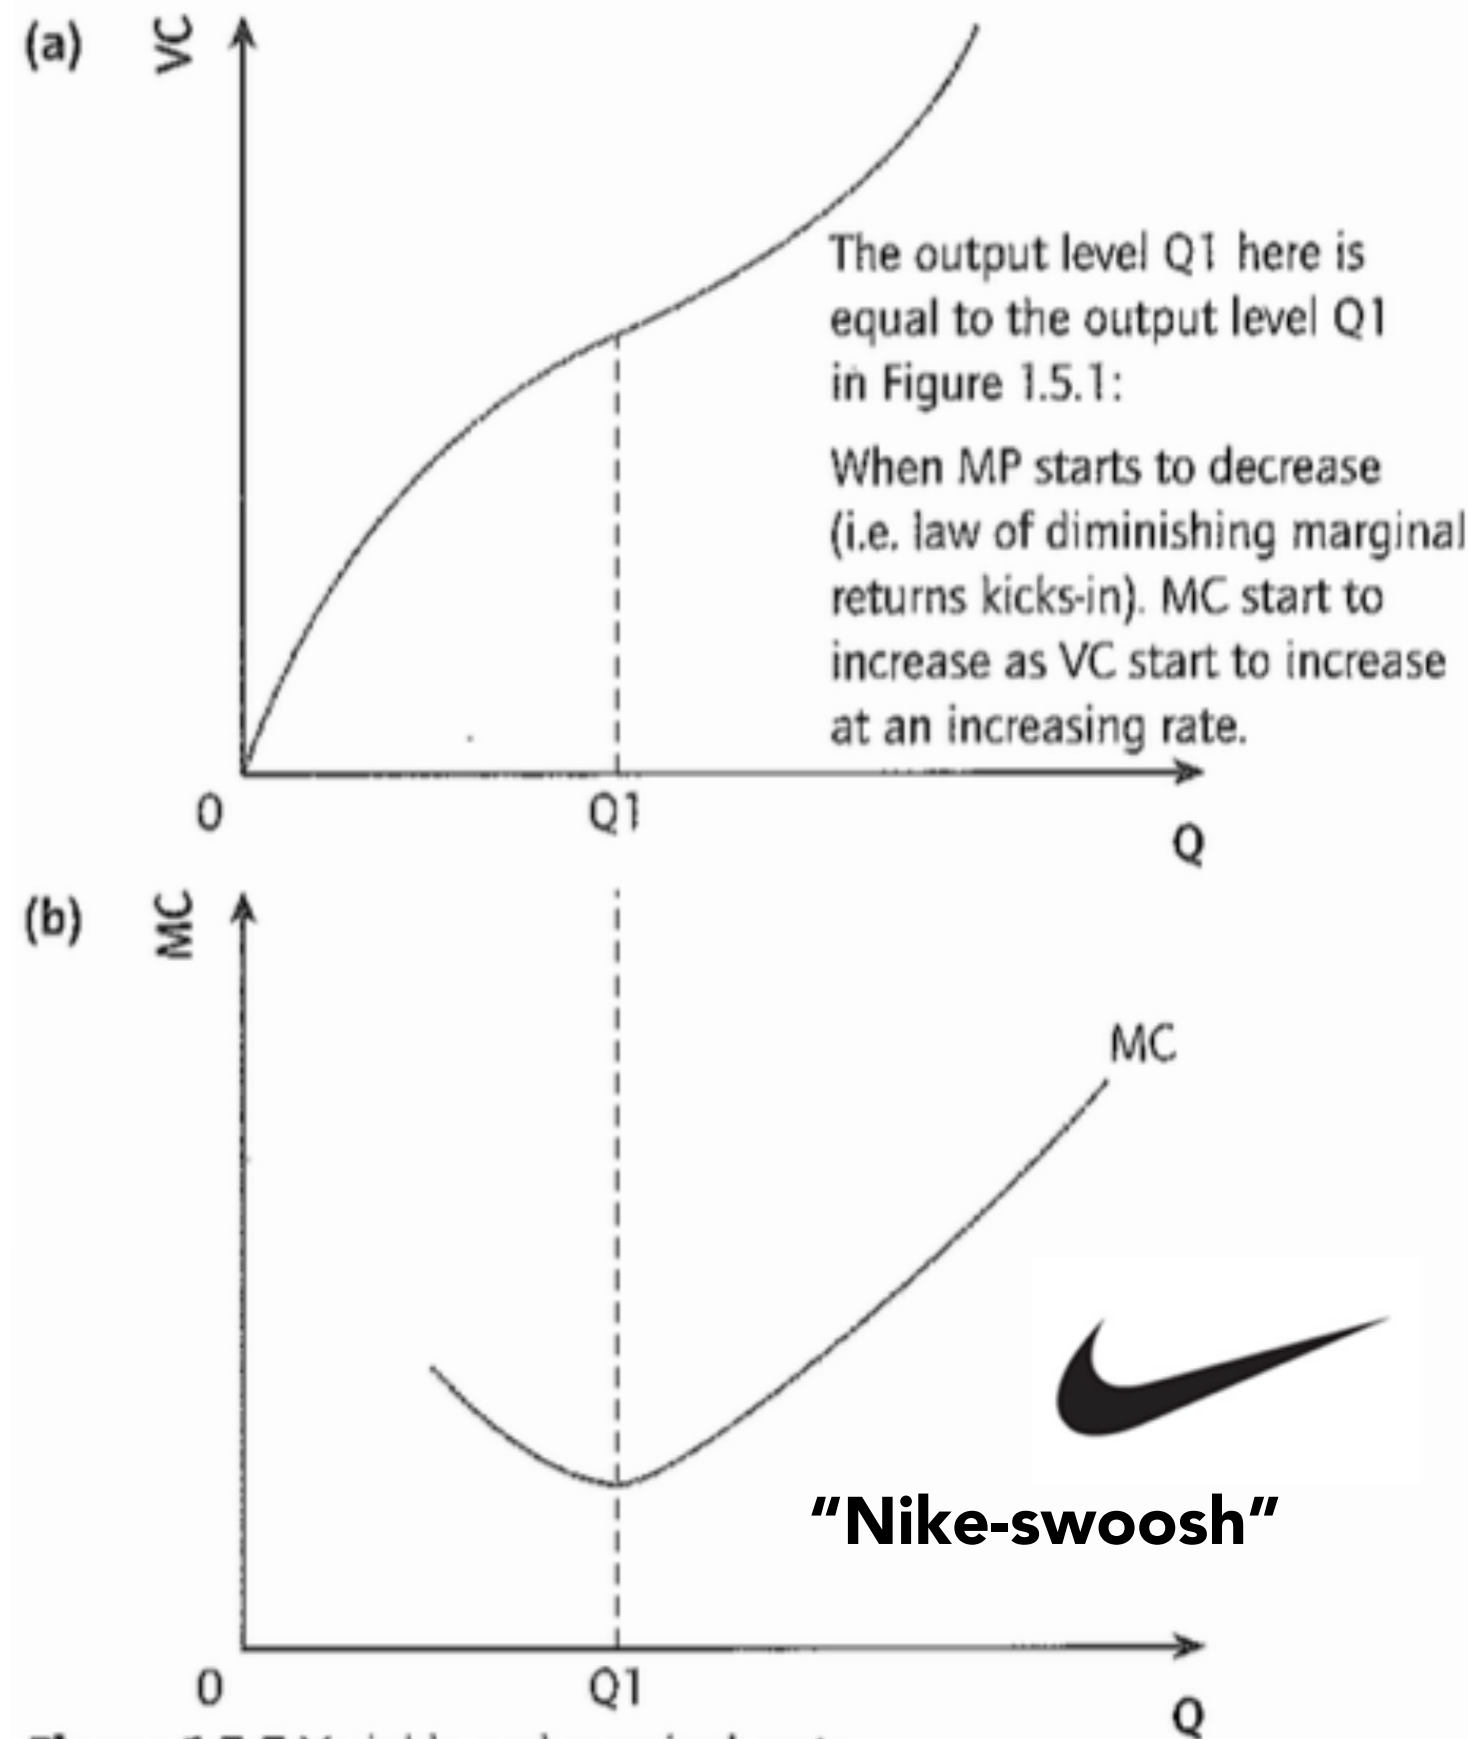 (a)
VC
The output level Q1 here is
equal to the output level Q1
in Figure 1.5.1:
When MP starts to decrease
(i.e. law of diminishing marginal
returns kicks-in). MC start to
increase as VC start to increase
at an increasing rate.
0
Q1
Q
(b)
MC
MC
“Nike-swoosh”
0
Q1
Q